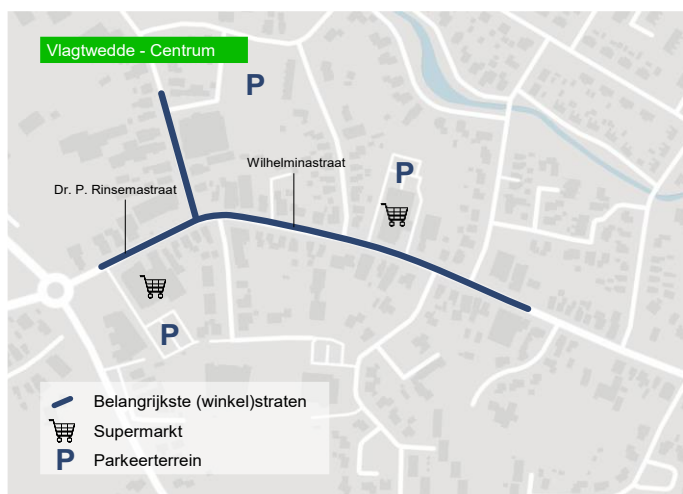 Vlagtwedde - Centrum
P
Wilhelminastraat
P
Dr. P. Rinsemastraat
P
Belangrijkste (winkel)straten
Supermarkt
P Parkeerterrein